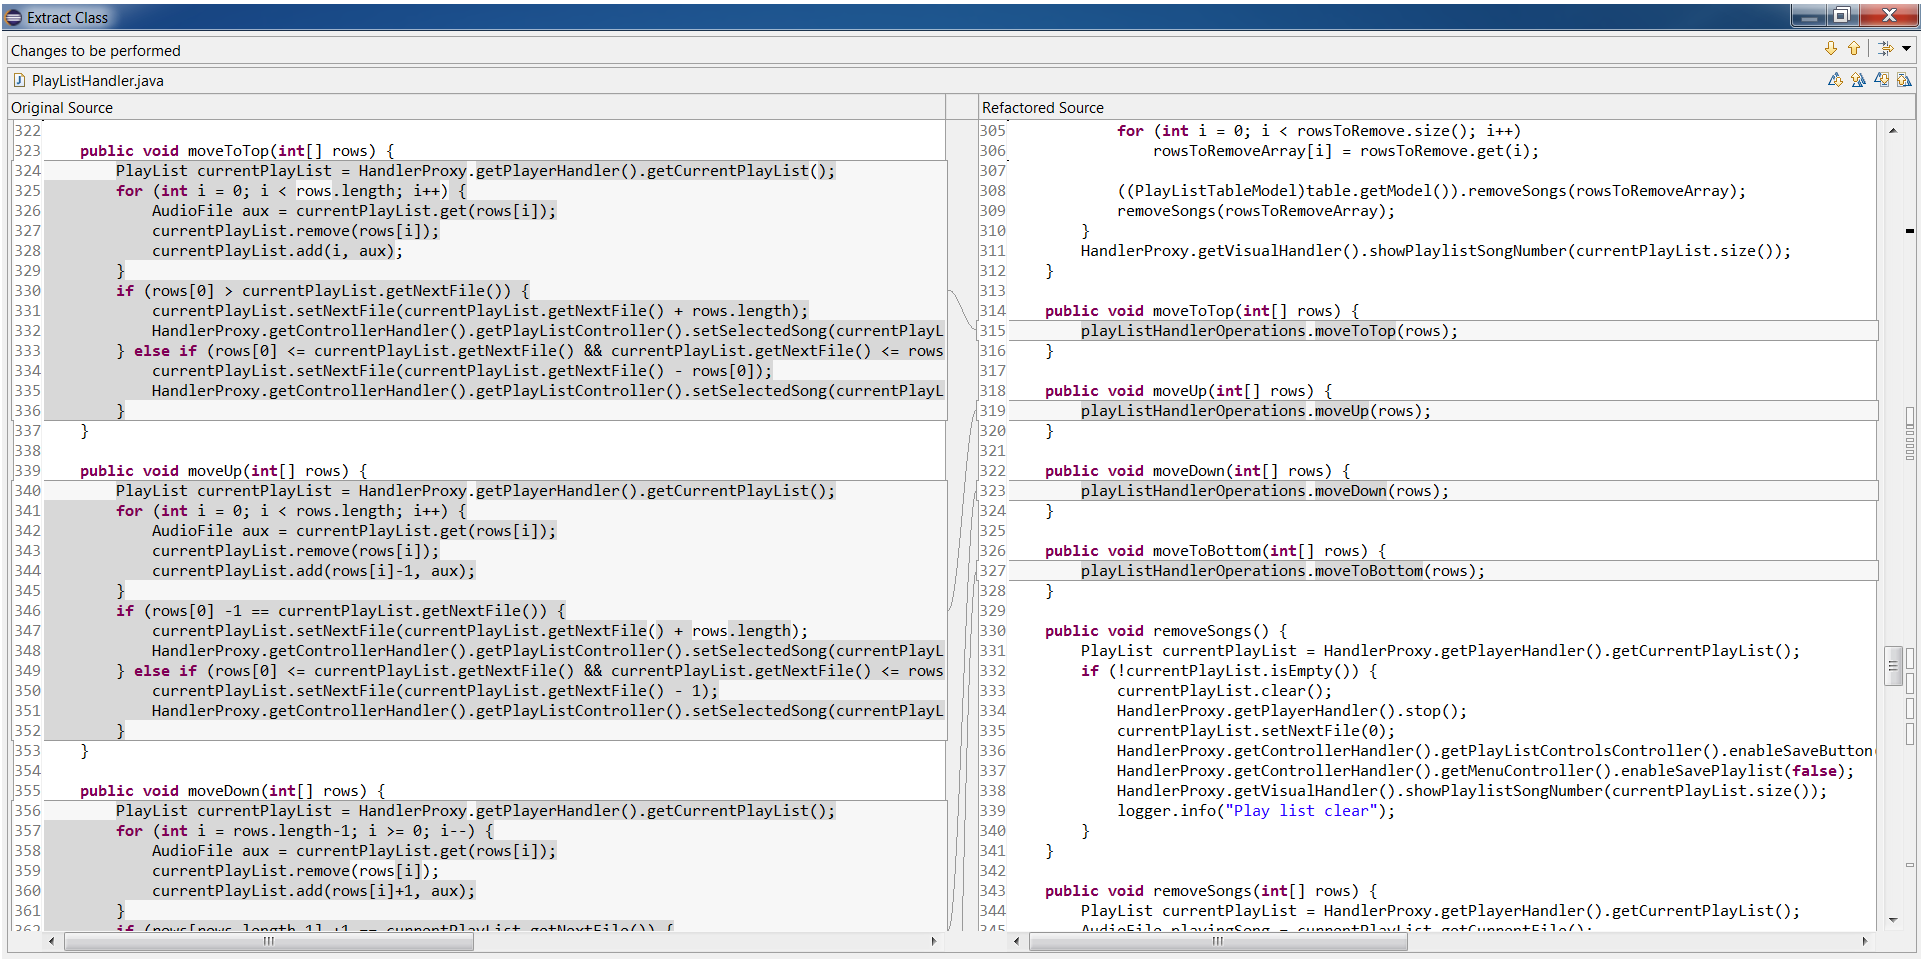 Extract Class
Changes to be performed
PlayListHandler.java
Original Source
322
323 public void moveToTop(int[] rows) {
324 PlayList currentPlayList = HandlerProxy.getPlayerHandler().getCurrentPlayList();
325 for (int i = 0; i < rows.length; i++) {
326 AudioFile aux = currentPlayList.get(rows[i]);
327 currentPlayList.remove(rows[i]);
328 currentPlayList.add(i, aux);
329 }
330 if (rows[0] > currentPlayList.getNextFile()) {
331 currentPlayList.setNextFile(currentPlayList.getNextFile() + rows.length);
332 HandlerProxy.getControllerHandler().getPlayListController().setSelectedSong(currentPlayL
333 } else if (rows[0] <= currentPlayList.getNextFile() && currentPlayList.getNextFile() <= rows
334 currentPlayList.setNextFile(currentPlayList.getNextFile() - rows[0]);
335 HandlerProxy.getControllerHandler().getPlayListController().setSelectedSong(currentPlayL
336 }
337 }
338
339 public void moveUp(int[] rows) {
340 PlayList currentPlayList = HandlerProxy.getPlayerHandler().getCurrentPlayList();
341 for (int i = 0; i < rows.length; i++) {
342 AudioFile aux = currentPlayList.get(rows[i]);
343 currentPlayList.remove(rows[i]);
344 currentPlayList.add(rows[i]-1, aux);
345 }
346 if (rows[0] -1 == currentPlayList.getNextFile()) {
347 currentPlayList.setNextFile(currentPlayList.getNextFile() + rows.length);
348 HandlerProxy.getControllerHandler().getPlayListController().setSelectedSong(currentPlayL
349 } else if (rows[0] <= currentPlayList.getNextFile() && currentPlayList.getNextFile() <= rows
350 currentPlayList.setNextFile(currentPlayList.getNextFile() - 1);
351 HandlerProxy.getControllerHandler().getPlayListController().setSelectedSong(currentPlayL
352 }
353 }
354
355 public void moveDown(int[] rows) {
356 PlayList currentPlayList = HandlerProxy.getPlayerHandler().getCurrentPlayList();
357 for (int i = rows.length-1; i >= 0; i--) {
358 AudioFile aux = currentPlayList.get(rows[i]);
359 currentPlayList.remove(rows[i]);
360 currentPlayList.add(rows[i]+1, aux);
361 }
362 if (rows[rows.length-1] +1 == currentPlayList.getNextFile()) {
Refactored Source
305 for (int i = 0; i < rowsToRemove.size(); i++)
306 rowsToRemoveArray[i] = rowsToRemove.get(i);
307
308 ((PlayListTableModel)table.getModel()).removeSongs(rowsToRemoveArray);
309 removeSongs(rowsToRemoveArray);
310 }
311 HandlerProxy.getVisualHandler().showPlaylistSongNumber(currentPlayList.size());
312 }
313
314 public void moveToTop(int[] rows) {
315 playListHandlerOperations.moveToTop(rows);
316 }
317
318 public void moveUp(int[] rows) {
319 playListHandlerOperations.moveUp(rows);
320 }
321
322 public void moveDown(int[] rows) {
323 playListHandlerOperations.moveDown(rows);
324 }
325
326 public void moveToBottom(int[] rows) {
327 playListHandlerOperations.moveToBottom(rows);
328 }
329
330 public void removeSongs() {
331 PlayList currentPlayList = HandlerProxy.getPlayerHandler().getCurrentPlayList();
332 if (!currentPlayList.isEmpty()) {
333 currentPlayList.clear();
334 HandlerProxy.getPlayerHandler().stop();
335 currentPlayList.setNextFile(0);
336 HandlerProxy.getControllerHandler().getPlayListControlsController().enableSaveButton(
337 HandlerProxy.getControllerHandler().getMenuController().enableSavePlaylist(false);
338 HandlerProxy.getVisualHandler().showPlaylistSongNumber(currentPlayList.size());
339 logger.info("Play list clear");
340 }
341 }
342
343 public void removeSongs(int[] rows) {
344 PlayList currentPlayList = HandlerProxy.getPlayerHandler().getCurrentPlayList();
345 AudioFile playingSong = currentPlayList.getCurrentFile();